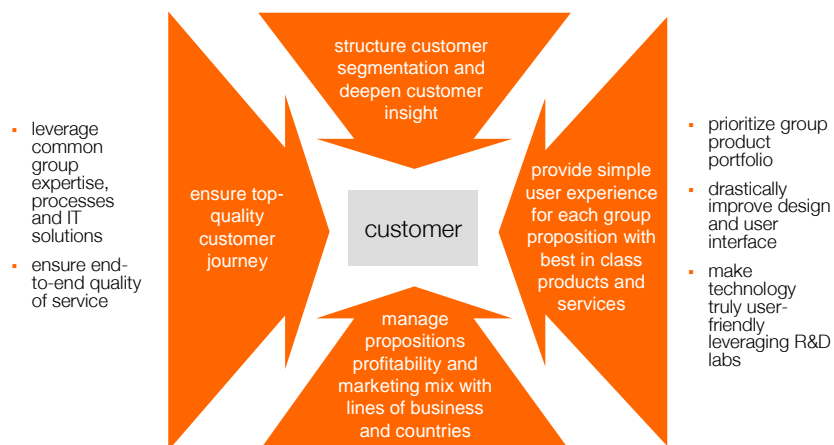 structure customer
segmentation and
deepen customer
insight
▪ leverage
common
group
expertise,
processes
and IT
solutions
▪ ensure end-
to-end quality
of service
ensure top-
quality
customer
journey
customer
provide simple
user experience
for each group
proposition with
best in class
products and
services
▪ prioritize group
product
portfolio
▪ drastically
improve design
and user
interface
▪ make
technology
truly user-
friendly
leveraging R&D
labs
manage
propositions
profitability and
marketing mix with
lines of business
and countries